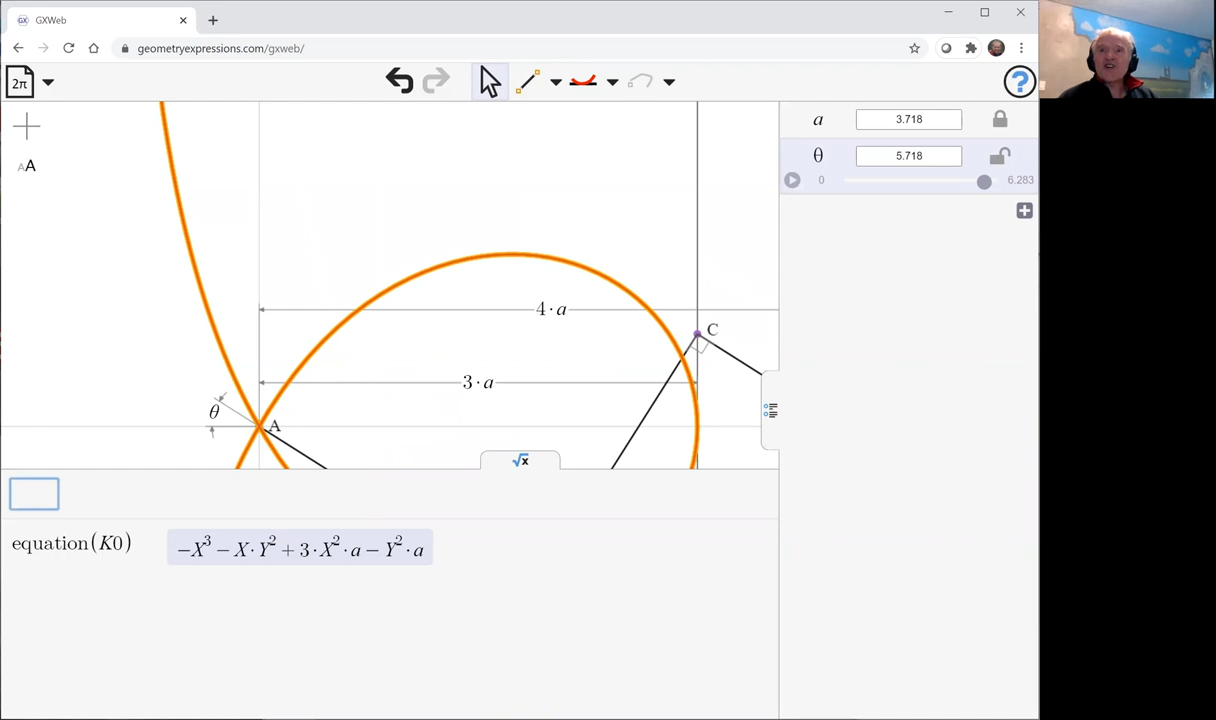 GXWeb
geometryexpressions.com/gxweb/
2π
?
AA
a 3.718
θ 5.718
0 6.283
4·a
C
3·a
θ
A
√x
equation(K0) −X³ − X·Y² + 3·X²·a − Y²·a